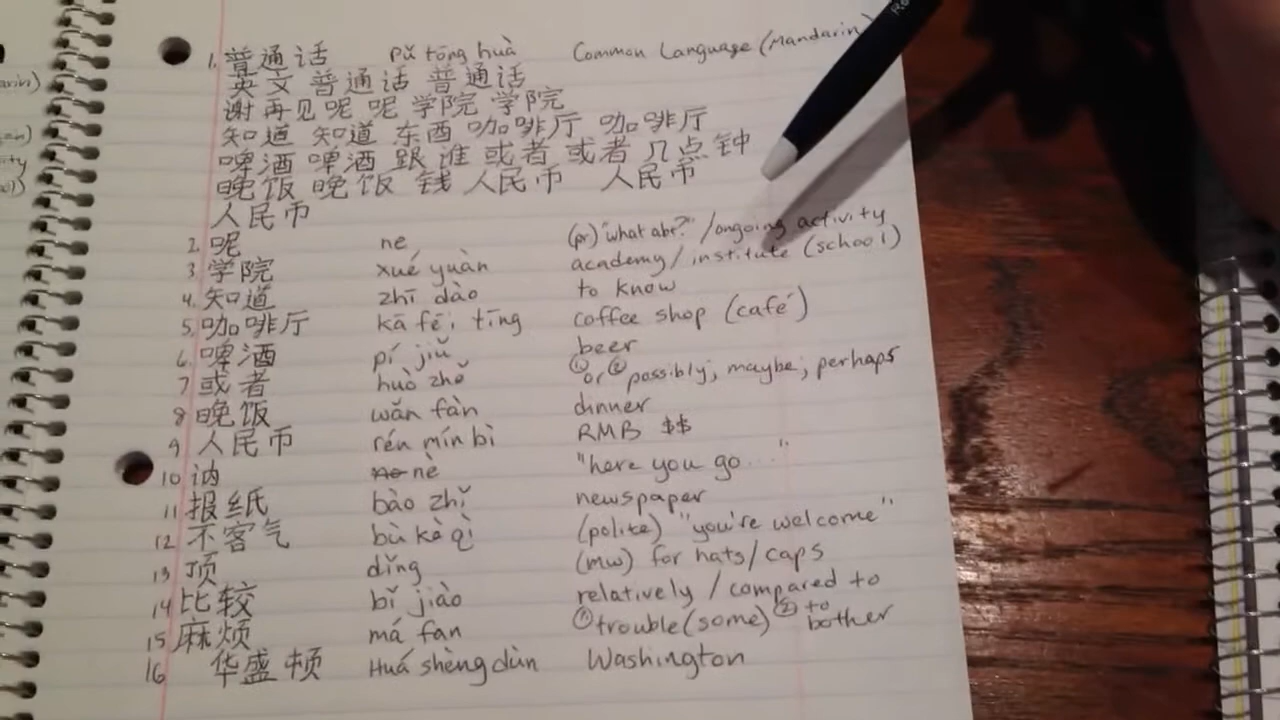 1. 普通话 pǔ tōng huà Common Language (Mandarin)
英文 普通话 普通话
谢 再见 呢 呢 学院 学院
知道 知道 东西 咖啡厅 咖啡厅
啤酒 啤酒 跟 谁 或者 或者 几点钟
晚饭 晚饭 钱 人民币 人民币
人民币
2. 呢 ne (pr) "what abt?" / ongoing activity
3. 学院 xué yuàn academy / institute (school)
4. 知道 zhī dào to know
5. 咖啡厅 kā fēi tīng coffee shop (café)
6. 啤酒 pí jiǔ beer
7 或者 huò zhě ① or ② possibly; maybe; perhaps
8 晚饭 wǎn fàn dinner
9 人民币 rén mín bì RMB $$
10 讷 nè "here you go..."
11 报纸 bào zhǐ newspaper
12 不客气 bù kè qì (polite) "you're welcome"
13 顶 dǐng (mw) for hats/caps
14 比较 bǐ jiào relatively / compared to
15 麻烦 má fan ① trouble(some) ② to bother
16 华盛顿 Huá shèng dùn Washington